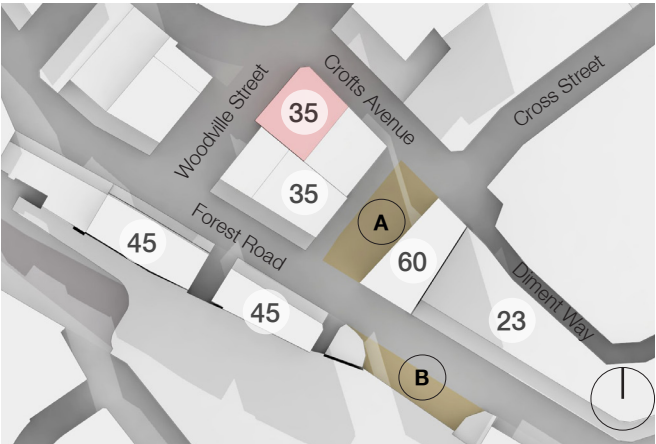 Crofts Avenue
Woodville Street
Cross Street
35
35
A
Forest Road
45
60
45
Diment Way
23
B